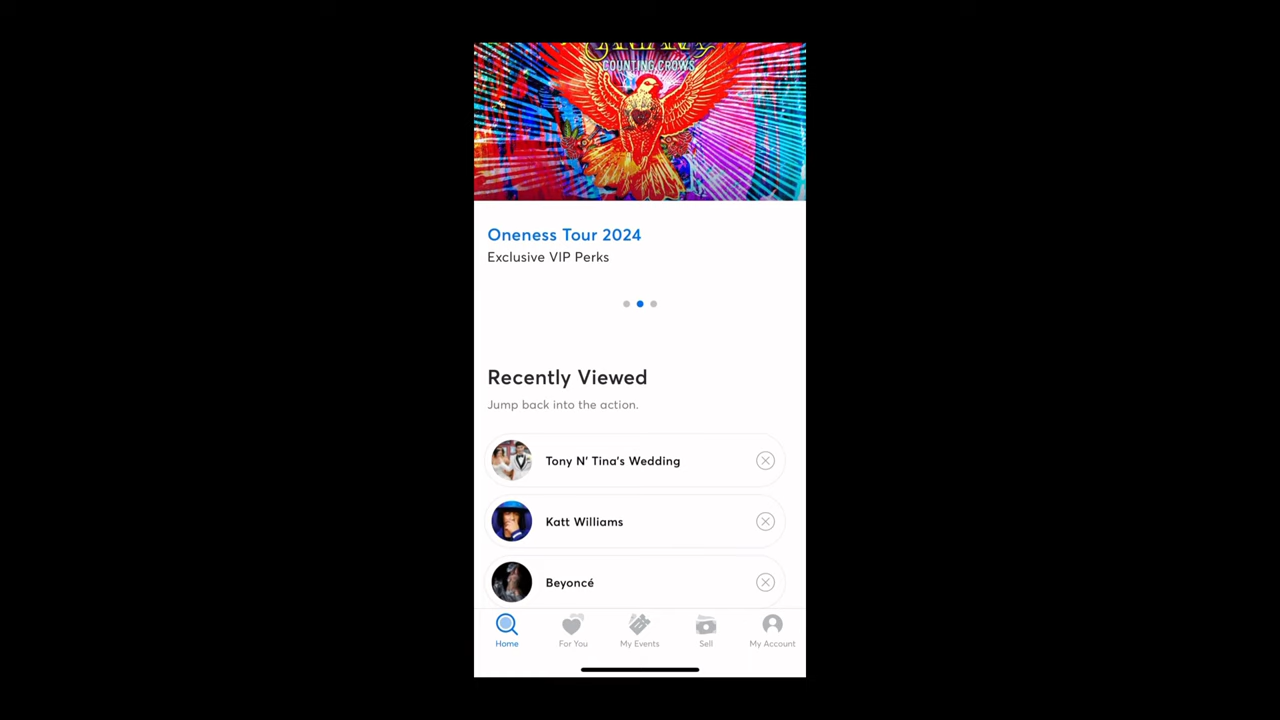 COUNTING CROWS
Oneness Tour 2024
Exclusive VIP Perks
Recently Viewed
Jump back into the action.
Tony N' Tina's Wedding
Katt Williams
Beyoncé
Home
For You
My Events
Sell
My Account